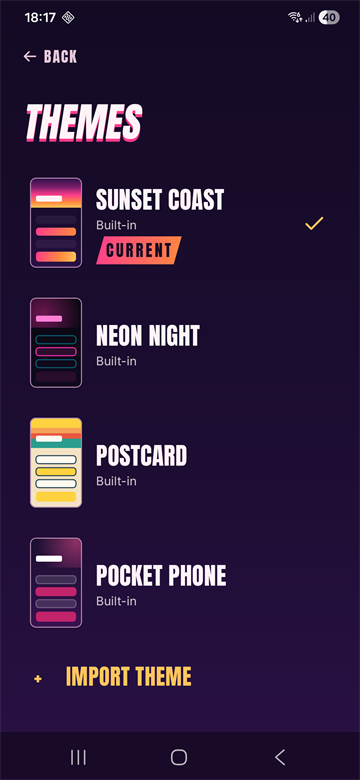 18:17
40
BACK
THEMES
SUNSET COAST
Built-in
CURRENT
NEON NIGHT
Built-in
POSTCARD
Built-in
POCKET PHONE
Built-in
+ IMPORT THEME